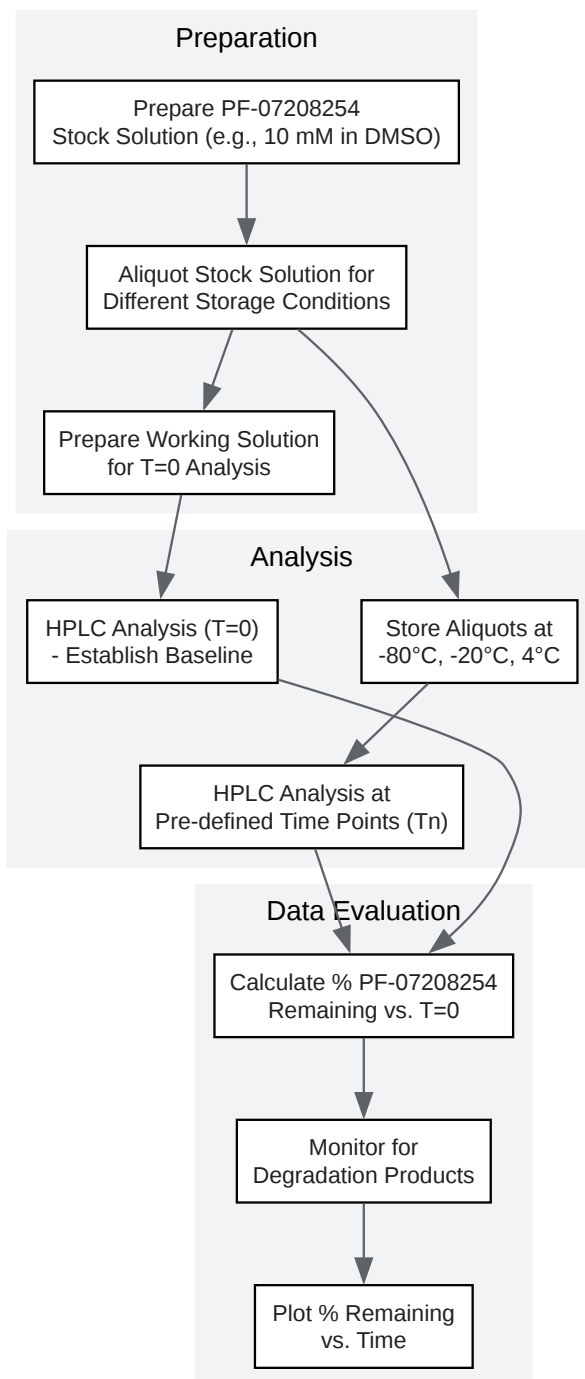 Preparation
Prepare PF-07208254
Stock Solution (e.g., 10 mM in DMSO)
Aliquot Stock Solution for
Different Storage Conditions
Prepare Working Solution
for T=0 Analysis
Analysis
HPLC Analysis (T=0)
- Establish Baseline
Store Aliquots at
-80°C, -20°C, 4°C
HPLC Analysis at
Pre-defined Time Points (Tn)
Data Evaluation
Calculate % PF-07208254
Remaining vs. T=0
Monitor for
Degradation Products
Plot % Remaining
vs. Time